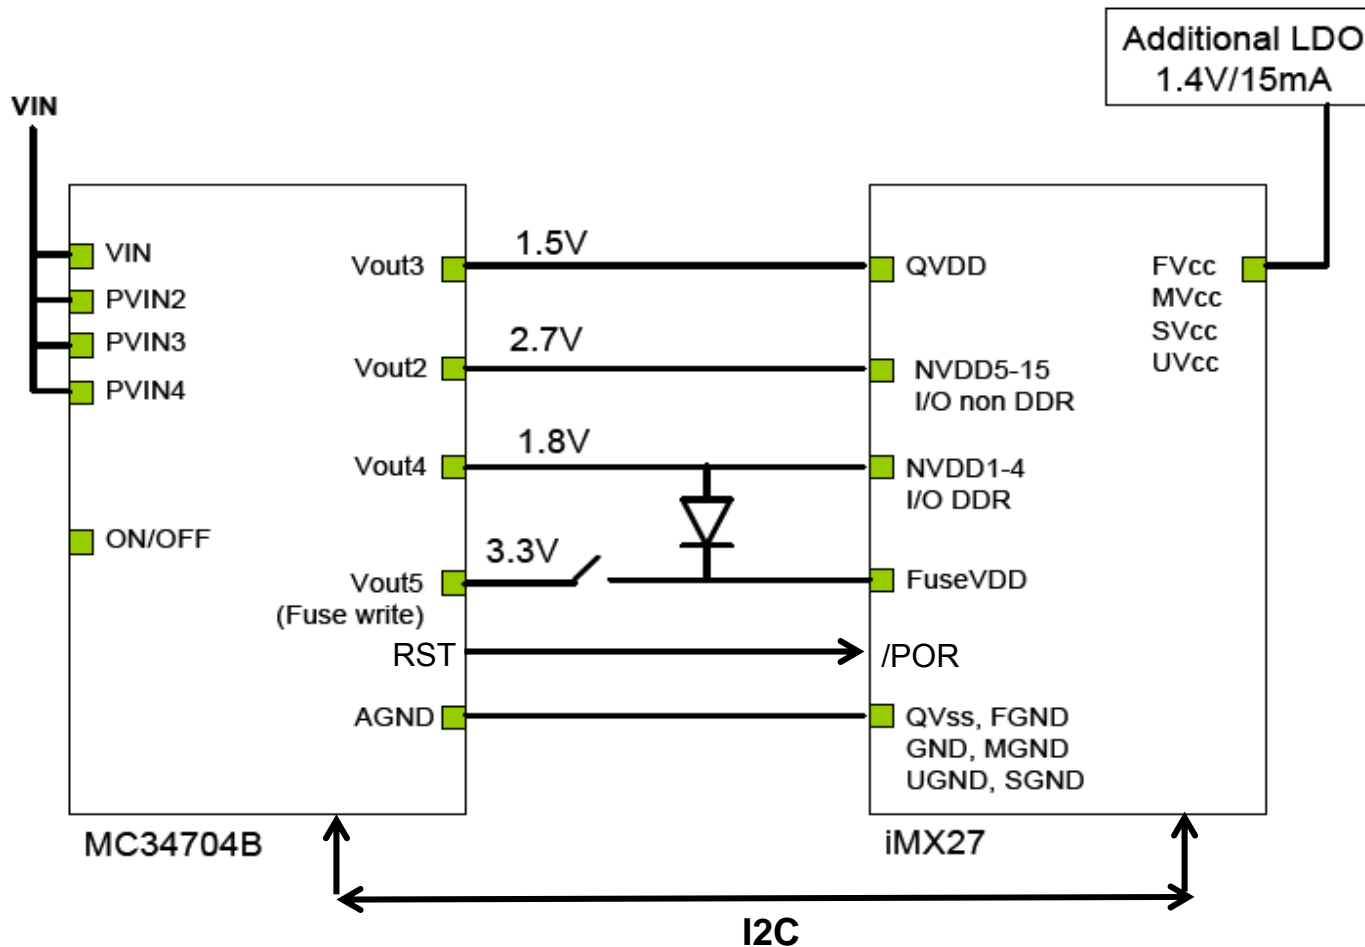 Additional LDO
1.4V/15mA
VIN
VIN
PVIN2
PVIN3
PVIN4
ON/OFF
Vout3
Vout2
Vout4
Vout5
(Fuse write)
RST
AGND
MC34704B
1.5V
2.7V
1.8V
3.3V
QVDD
NVDD5-15
I/O non DDR
NVDD1-4
I/O DDR
FuseVDD
/POR
QVss, FGND
GND, MGND
UGND, SGND
FVcc
MVcc
SVcc
UVcc
iMX27
I2C